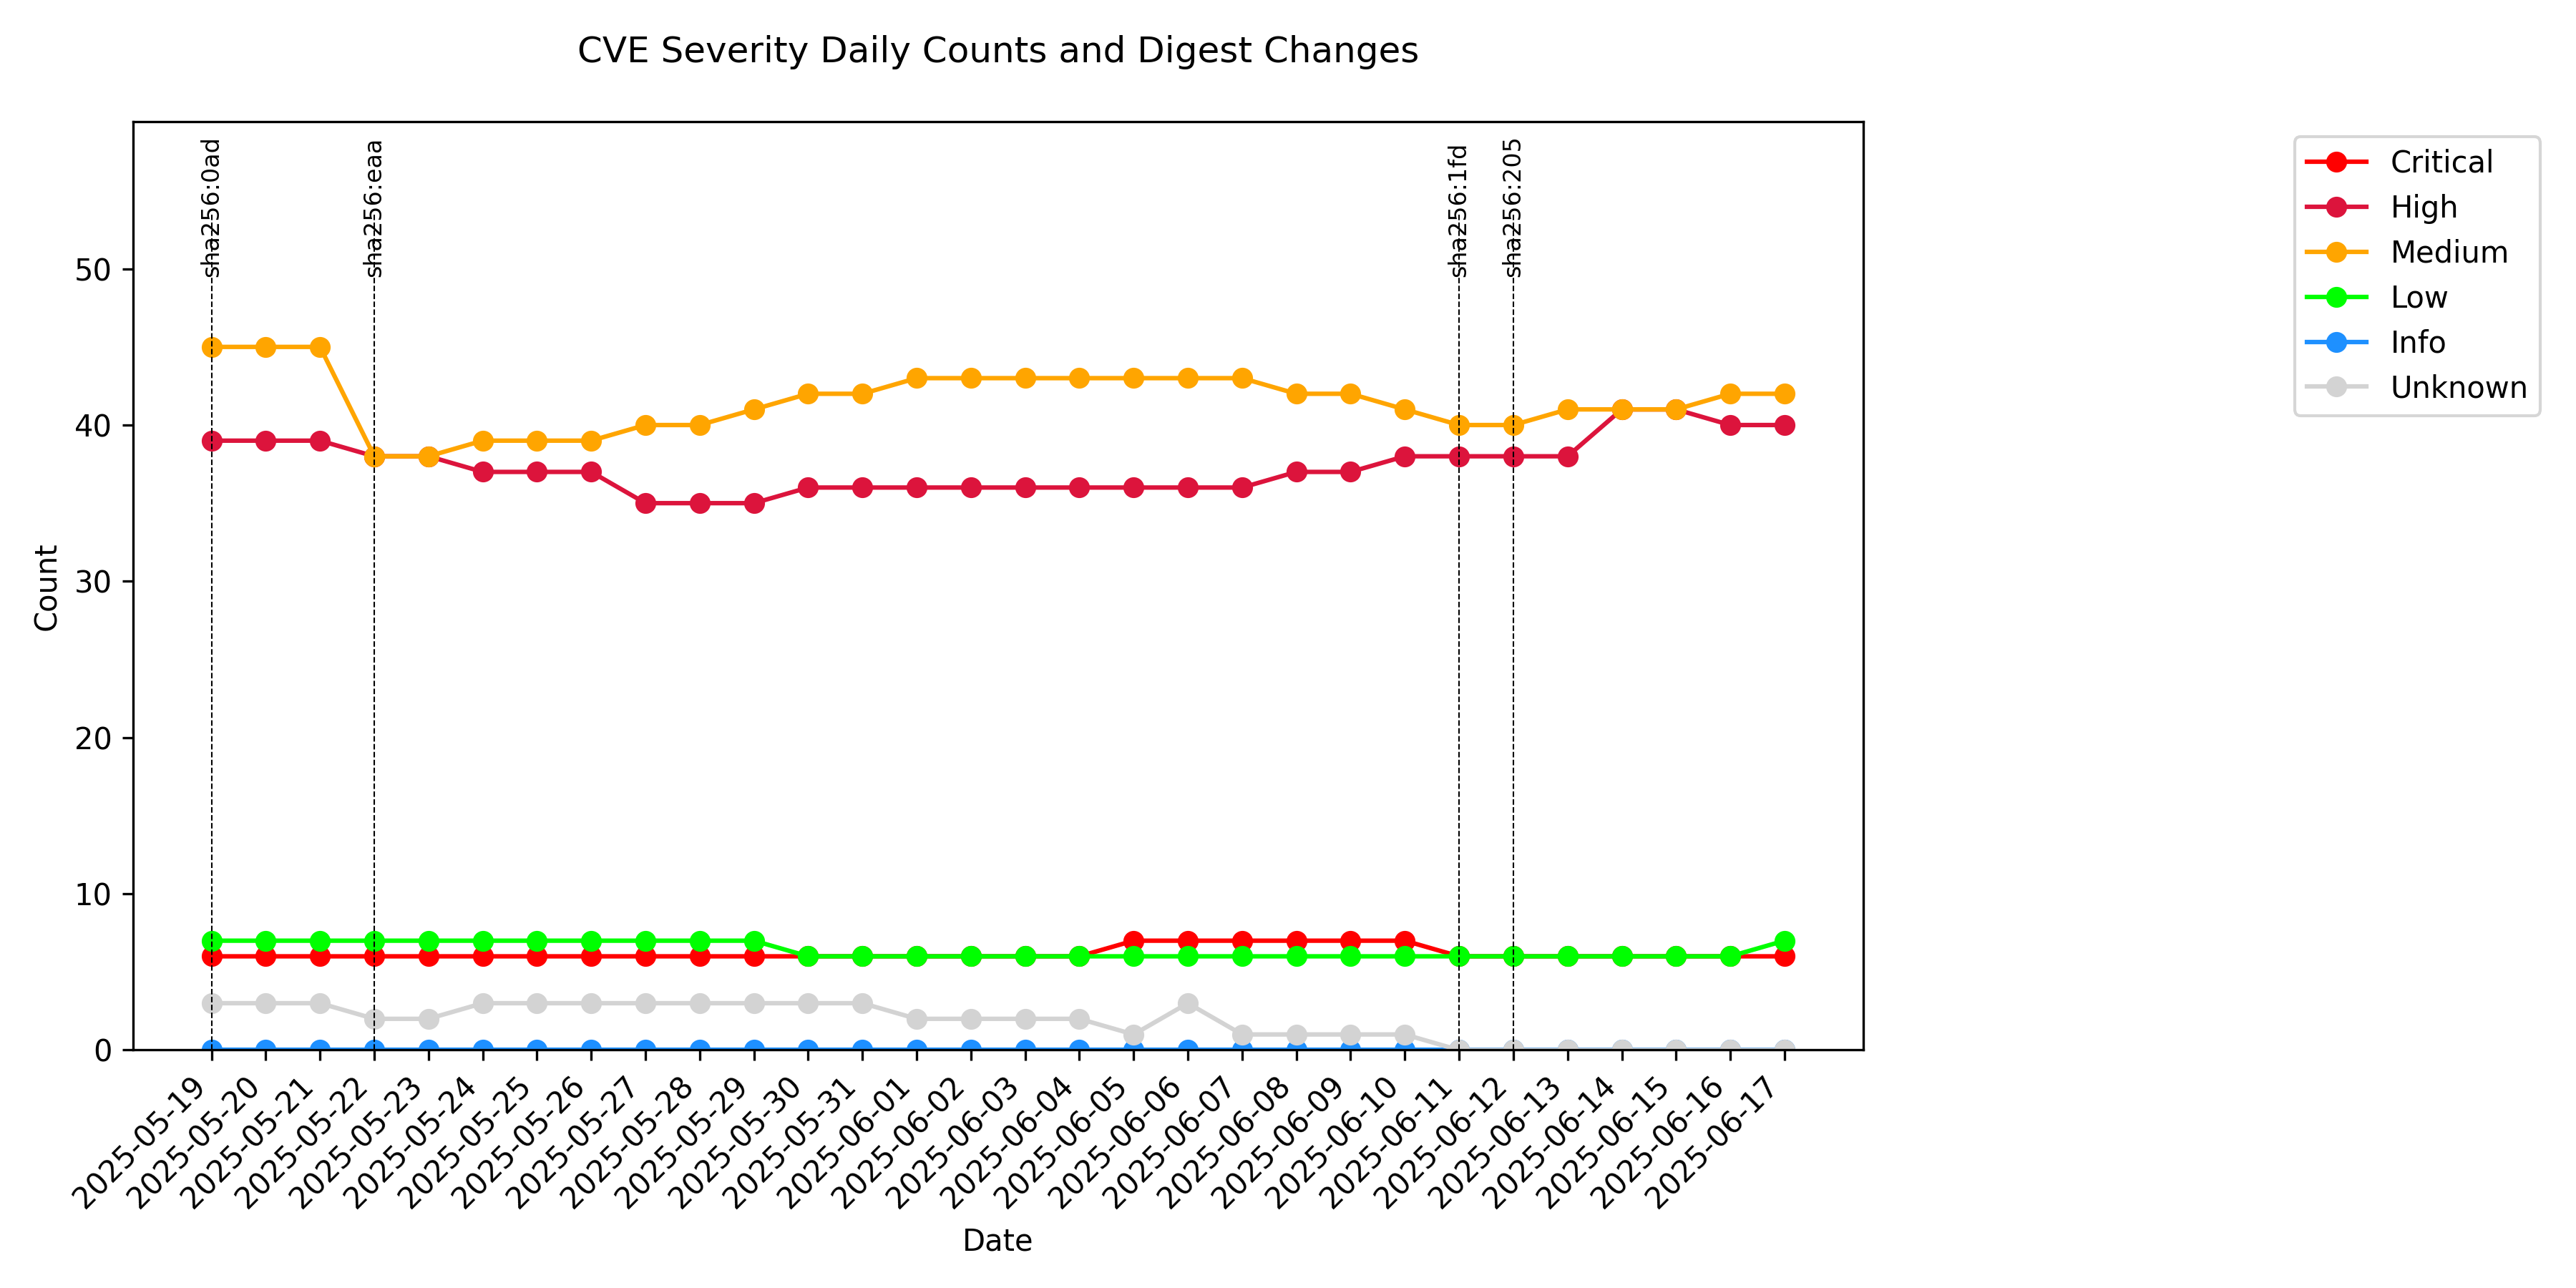 CVE Severity Daily Counts and Digest Changes
sha256:0ad
sha256:eaa
sha256:1fd
sha256:205
Critical
High
Medium
Low
Info
Unknown
Count
50
40
30
20
10
0
2025-05-19
2025-05-20
2025-05-21
2025-05-22
2025-05-23
2025-05-24
2025-05-25
2025-05-26
2025-05-27
2025-05-28
2025-05-29
2025-05-30
2025-05-31
2025-06-01
2025-06-02
2025-06-03
2025-06-04
2025-06-05
2025-06-06
2025-06-07
2025-06-08
2025-06-09
2025-06-10
2025-06-11
2025-06-12
2025-06-13
2025-06-14
2025-06-15
2025-06-16
2025-06-17
Date